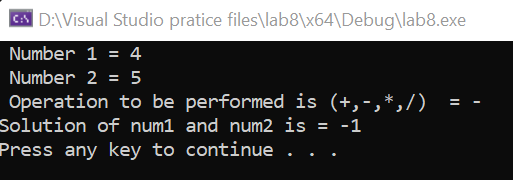 D:\Visual Studio pratice files\lab8\x64\Debug\lab8.exe
Number 1 = 4
Number 2 = 5
Operation to be performed is (+,-,*,/)  = -
Solution of num1 and num2 is = -1
Press any key to continue . . .